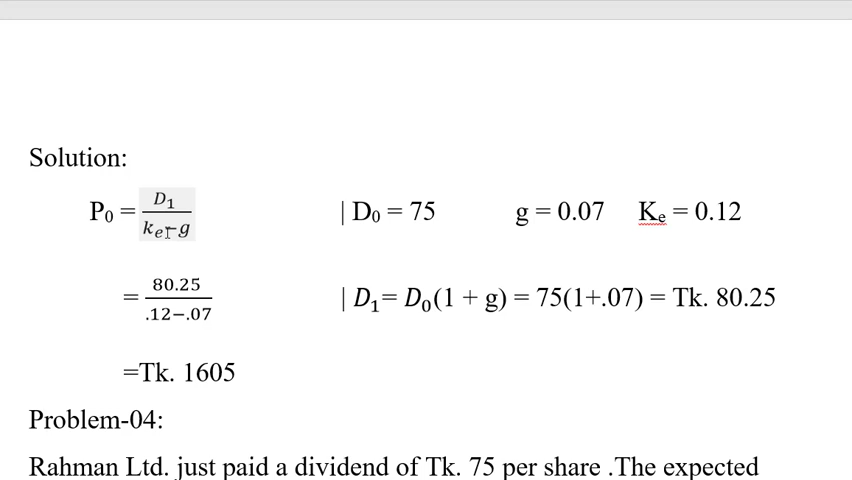 Solution:
P₀ = D₁ / kₑ−g | D₀ = 75 g = 0.07 Kₑ = 0.12
= 80.25 / .12−.07 | D₁= D₀(1 + g) = 75(1+.07) = Tk. 80.25
=Tk. 1605
Problem-04:
Rahman Ltd. just paid a dividend of Tk. 75 per share .The expected